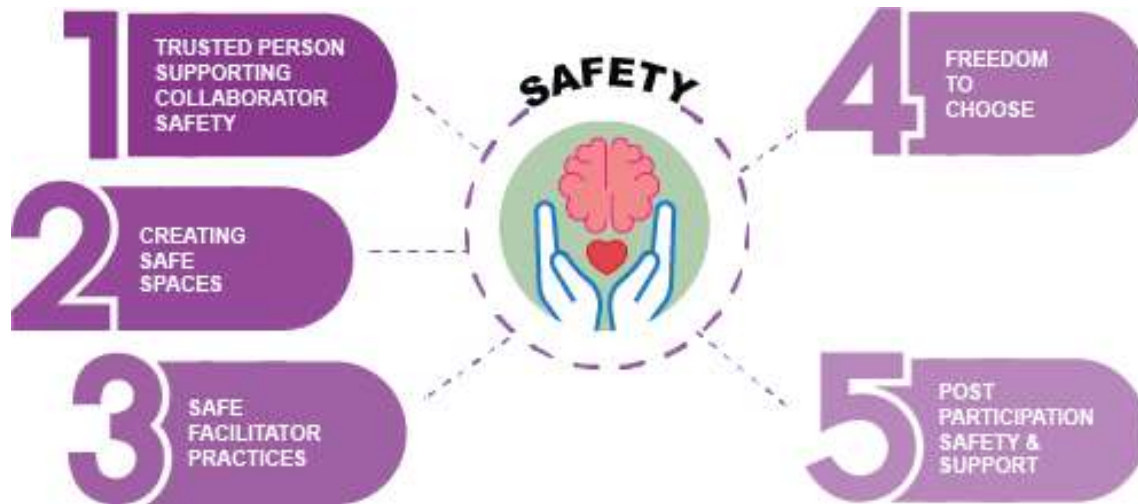 1
TRUSTED PERSON
SUPPORTING
COLLABORATOR
SAFETY
2
CREATING
SAFE
SPACES
3
SAFE
FACILITATOR
PRACTICES
SAFETY
4
FREEDOM
TO
CHOOSE
5
POST
PARTICIPATION
SAFETY &
SUPPORT